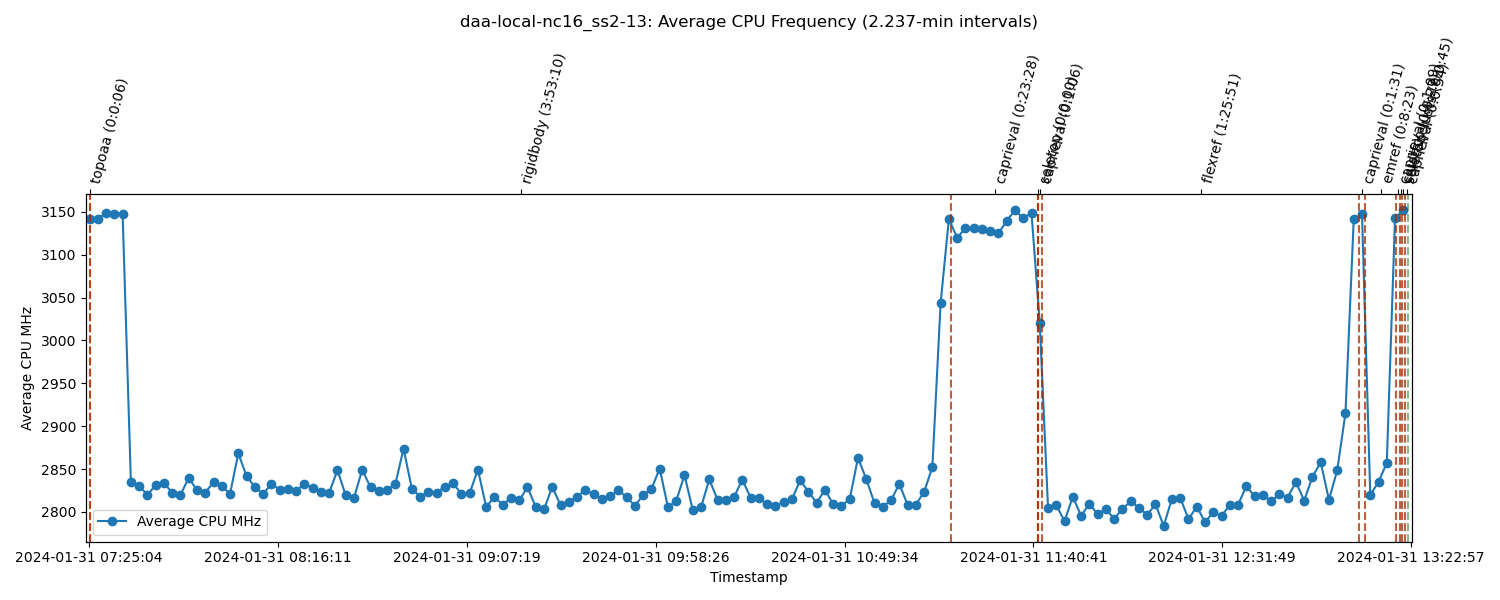 daa-local-nc16_ss2-13: Average CPU Frequency (2.237-min intervals)
topoaa (0:0:06)
rigidbody (3:53:10)
caprieval (0:23:28)
caprieval (0:1:06)
flexref (1:25:51)
caprieval (0:1:31)
emref (0:8:23)
3150
3100
3050
3000
2950
2900
2850
2800
Average CPU MHz
Average CPU MHz
2024-01-31 07:25:04
2024-01-31 08:16:11
2024-01-31 09:07:19
2024-01-31 09:58:26
2024-01-31 10:49:34
2024-01-31 11:40:41
2024-01-31 12:31:49
2024-01-31 13:22:57
Timestamp